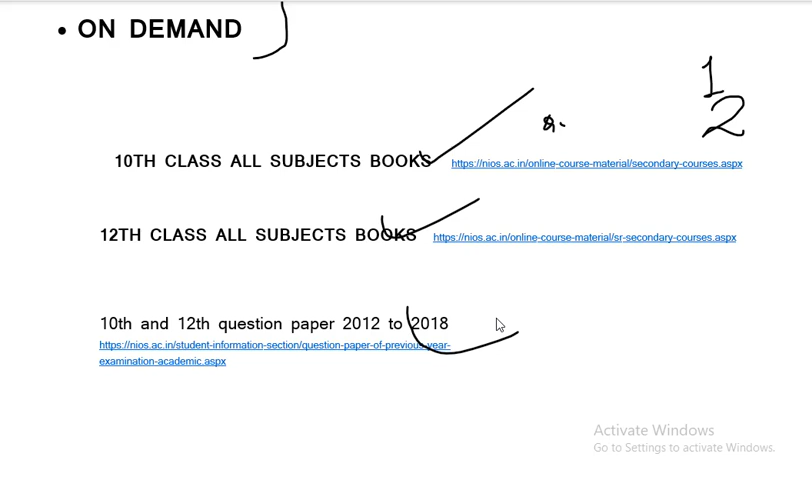 • ON DEMAND
1
2
10TH CLASS ALL SUBJECTS BOOKS https://nios.ac.in/online-course-material/secondary-courses.aspx
12TH CLASS ALL SUBJECTS BOOKS https://nios.ac.in/online-course-material/sr-secondary-courses.aspx
10th and 12th question paper 2012 to 2018
https://nios.ac.in/student-information-section/question-paper-of-previous-year-
examination-academic.aspx
Activate Windows
Go to Settings to activate Windows.